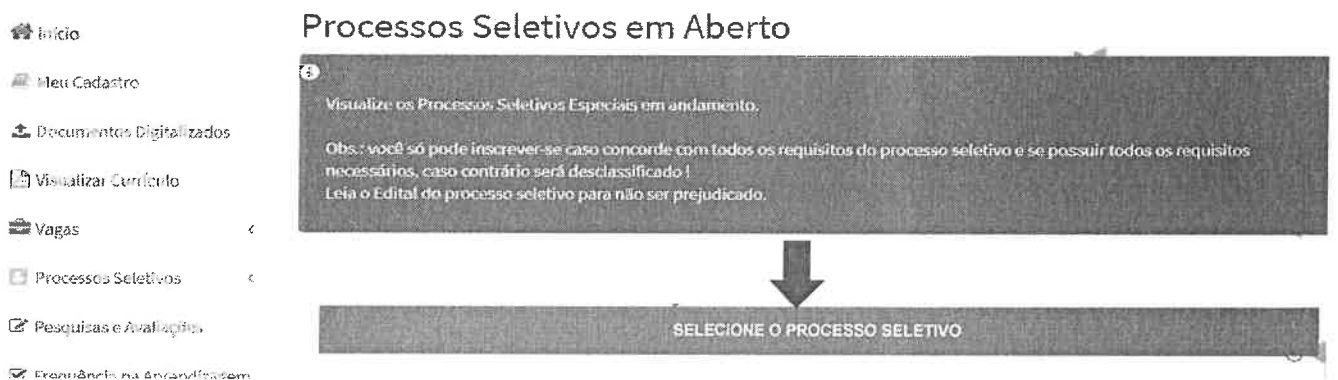 Início
Meu Cadastro
Documentos Digitalizados
Visualizar Currículo
Vagas
Processos Seletivos
Pesquisas e Avaliações
Frequência na Aprendizagem
Processos Seletivos em Aberto
Visualize os Processos Seletivos Especiais em andamento.
Obs.: você só pode inscrever-se caso concorde com todos os requisitos do processo seletivo e se possuir todos os requisitos
necessários, caso contrário será desclassificado !
Leia o Edital do processo seletivo para não ser prejudicado.
SELECIONE O PROCESSO SELETIVO